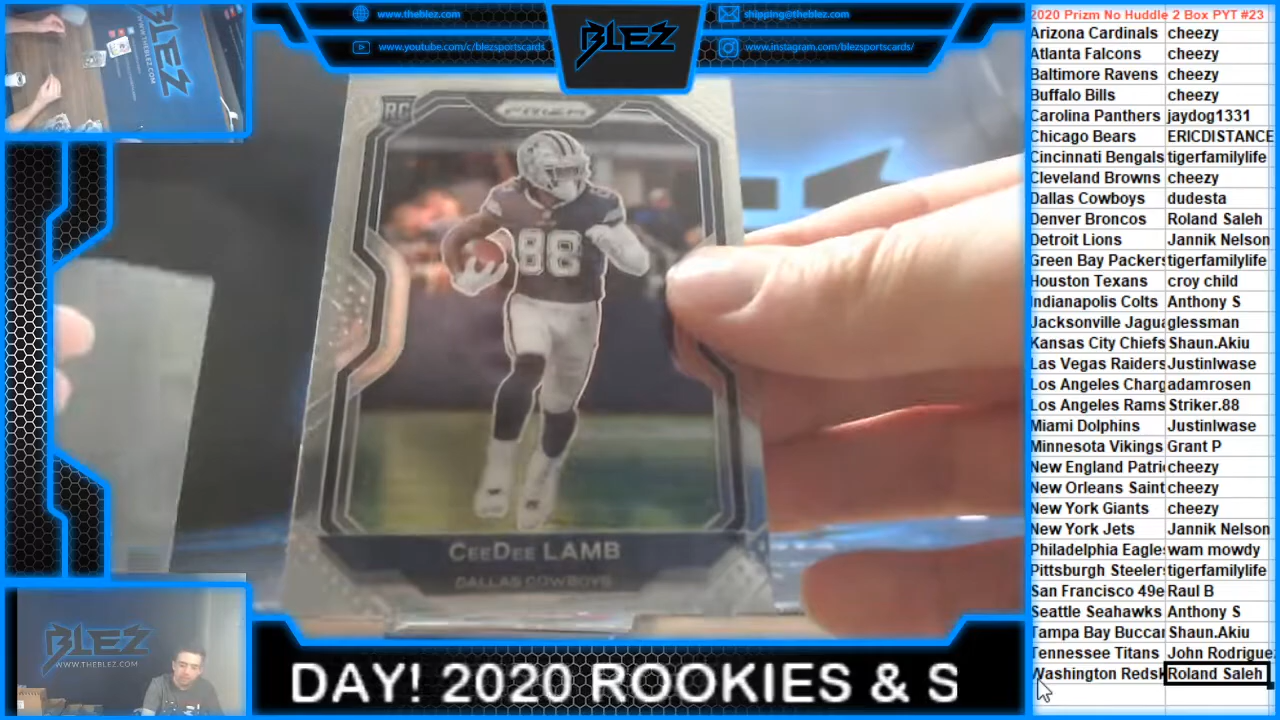 www.theblez.com
www.youtube.com/c/blezsportscards
BLEZ
shipping@theblez.com
www.instagram.com/blezsportscards/
BLEZ
WWW.THEBLEZ.COM
RC
PRIZM
88
CEEDEE LAMB
DALLAS COWBOYS
BLEZ
WWW.THEBLEZ.COM
DAY! 2020 ROOKIES & S
2020 Prizm No Huddle 2 Box PYT #23
Arizona Cardinals cheezy
Atlanta Falcons cheezy
Baltimore Ravens cheezy
Buffalo Bills cheezy
Carolina Panthers jaydog1331
Chicago Bears ERICDISTANCE
Cincinnati Bengals tigerfamilylife
Cleveland Browns cheezy
Dallas Cowboys dudesta
Denver Broncos Roland Saleh
Detroit Lions Jannik Nelson
Green Bay Packers tigerfamilylife
Houston Texans croy child
Indianapolis Colts Anthony S
Jacksonville Jagua glessman
Kansas City Chiefs Shaun.Akiu
Las Vegas Raiders JustinIwase
Los Angeles Charg adamrosen
Los Angeles Rams Striker.88
Miami Dolphins JustinIwase
Minnesota Vikings Grant P
New England Patri cheezy
New Orleans Saint cheezy
New York Giants cheezy
New York Jets Jannik Nelson
Philadelphia Eagles wam mowdy
Pittsburgh Steelers tigerfamilylife
San Francisco 49e Raul B
Seattle Seahawks Anthony S
Tampa Bay Buccar Shaun.Akiu
Tennessee Titans John Rodrigue
Washington Redsk Roland Saleh